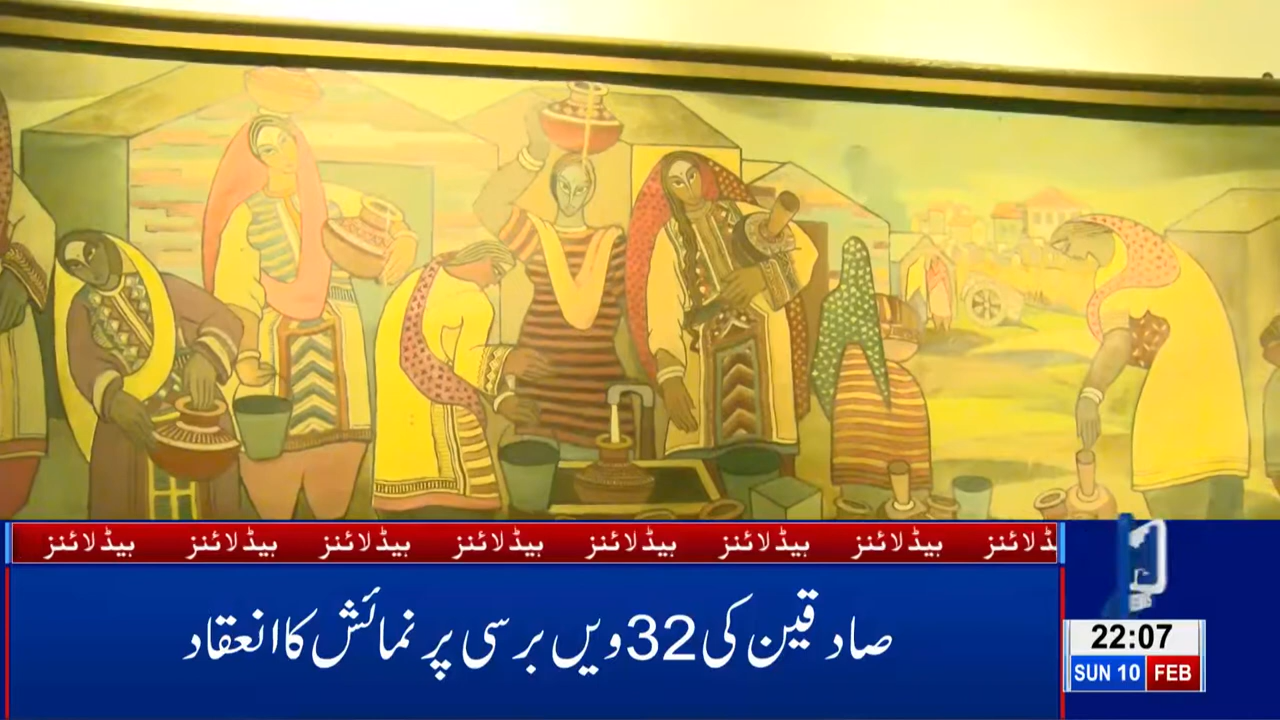 ہیڈلائنز ہیڈلائنز ہیڈلائنز ہیڈلائنز ہیڈلائنز ہیڈلائنز ہیڈلائنز ڈلائنز
صادقین کی 32ویں برسی پر نمائش کا انعقاد
22:07
SUN 10 FEB